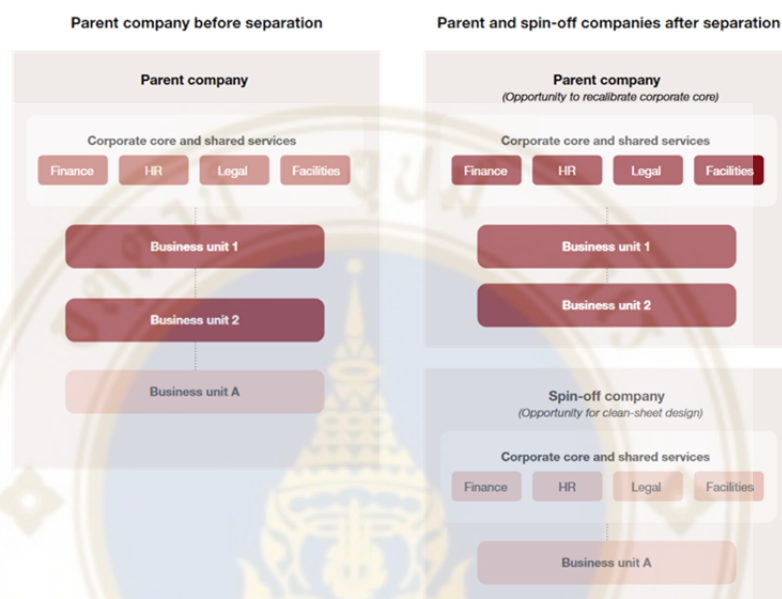 Parent company before separation
Parent company
Corporate core and shared services
Finance HR Legal Facilities
Business unit 1
Business unit 2
Business unit A
Parent and spin-off companies after separation
Parent company
(Opportunity to recalibrate corporate core)
Corporate core and shared services
Finance HR Legal Facilities
Business unit 1
Business unit 2
Spin-off company
(Opportunity for clean-sheet design)
Corporate core and shared services
Finance HR Legal Facilities
Business unit A